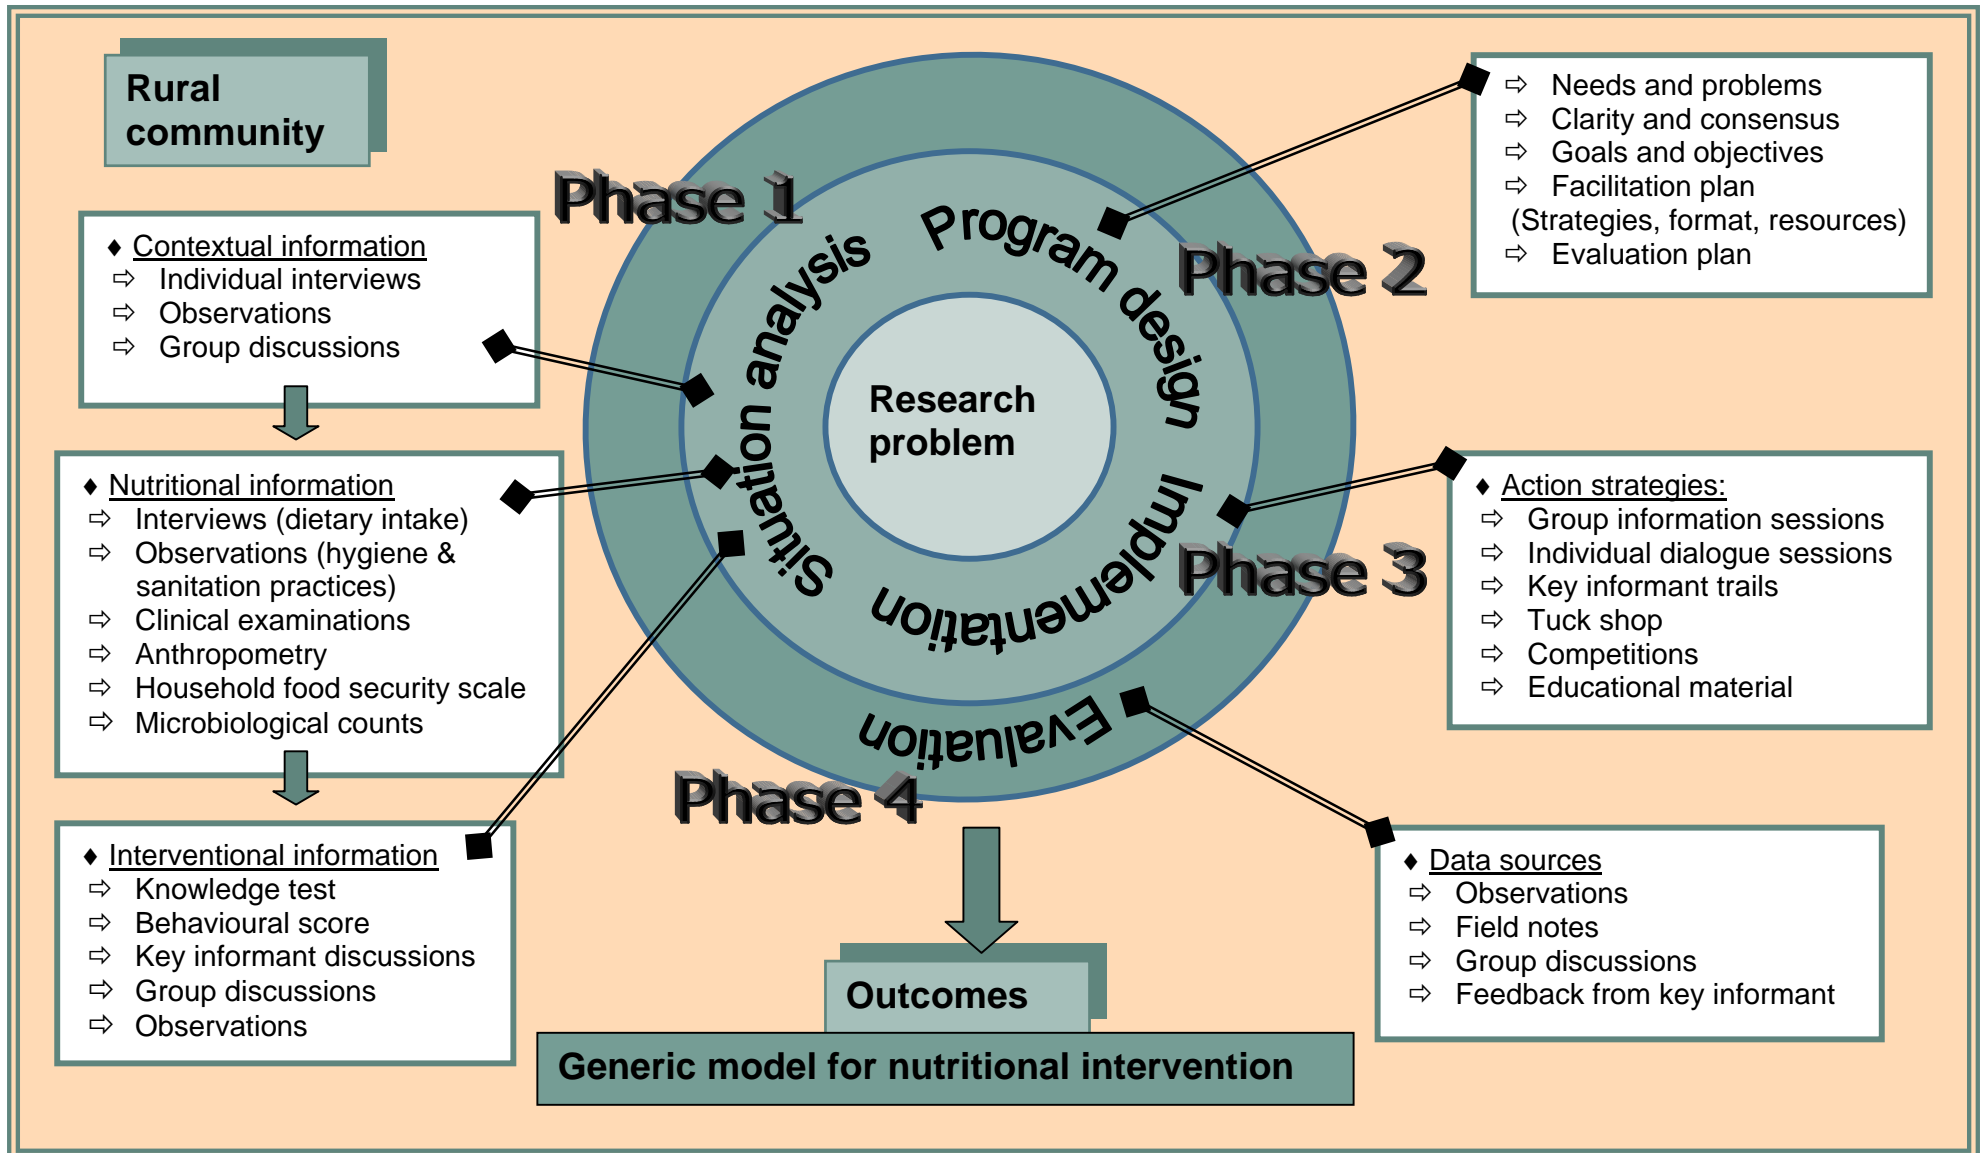 Rural
community
Phase 1
♦ Contextual information
⇨ Individual interviews
⇨ Observations
⇨ Group discussions
♦ Nutritional information
⇨ Interviews (dietary intake)
⇨ Observations (hygiene &
sanitation practices)
⇨ Clinical examinations
⇨ Anthropometry
⇨ Household food security scale
⇨ Microbiological counts
♦ Interventional information
⇨ Knowledge test
⇨ Behavioural score
⇨ Key informant discussions
⇨ Group discussions
⇨ Observations
Situation analysis
Program design
Implementation
Evaluation
Research
problem
Phase 2
⇨ Needs and problems
⇨ Clarity and consensus
⇨ Goals and objectives
⇨ Facilitation plan
(Strategies, format, resources)
⇨ Evaluation plan
Phase 3
♦ Action strategies:
⇨ Group information sessions
⇨ Individual dialogue sessions
⇨ Key informant trails
⇨ Tuck shop
⇨ Competitions
⇨ Educational material
Phase 4
♦ Data sources
⇨ Observations
⇨ Field notes
⇨ Group discussions
⇨ Feedback from key informant
Outcomes
Generic model for nutritional intervention